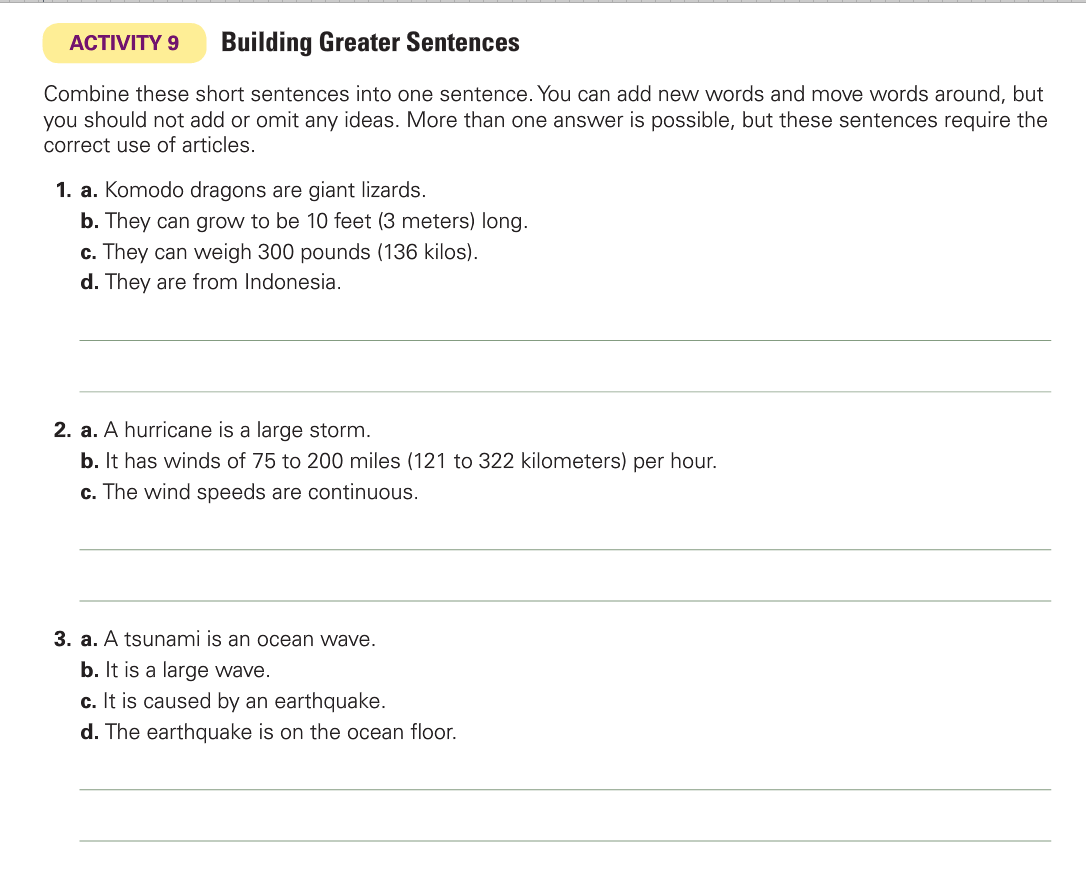 ACTIVITY 9 Building Greater Sentences
Combine these short sentences into one sentence. You can add new words and move words around, but
you should not add or omit any ideas. More than one answer is possible, but these sentences require the
correct use of articles.
1. a. Komodo dragons are giant lizards.
b. They can grow to be 10 feet (3 meters) long.
c. They can weigh 300 pounds (136 kilos).
d. They are from Indonesia.
2. a. A hurricane is a large storm.
b. It has winds of 75 to 200 miles (121 to 322 kilometers) per hour.
c. The wind speeds are continuous.
3. a. A tsunami is an ocean wave.
b. It is a large wave.
c. It is caused by an earthquake.
d. The earthquake is on the ocean floor.